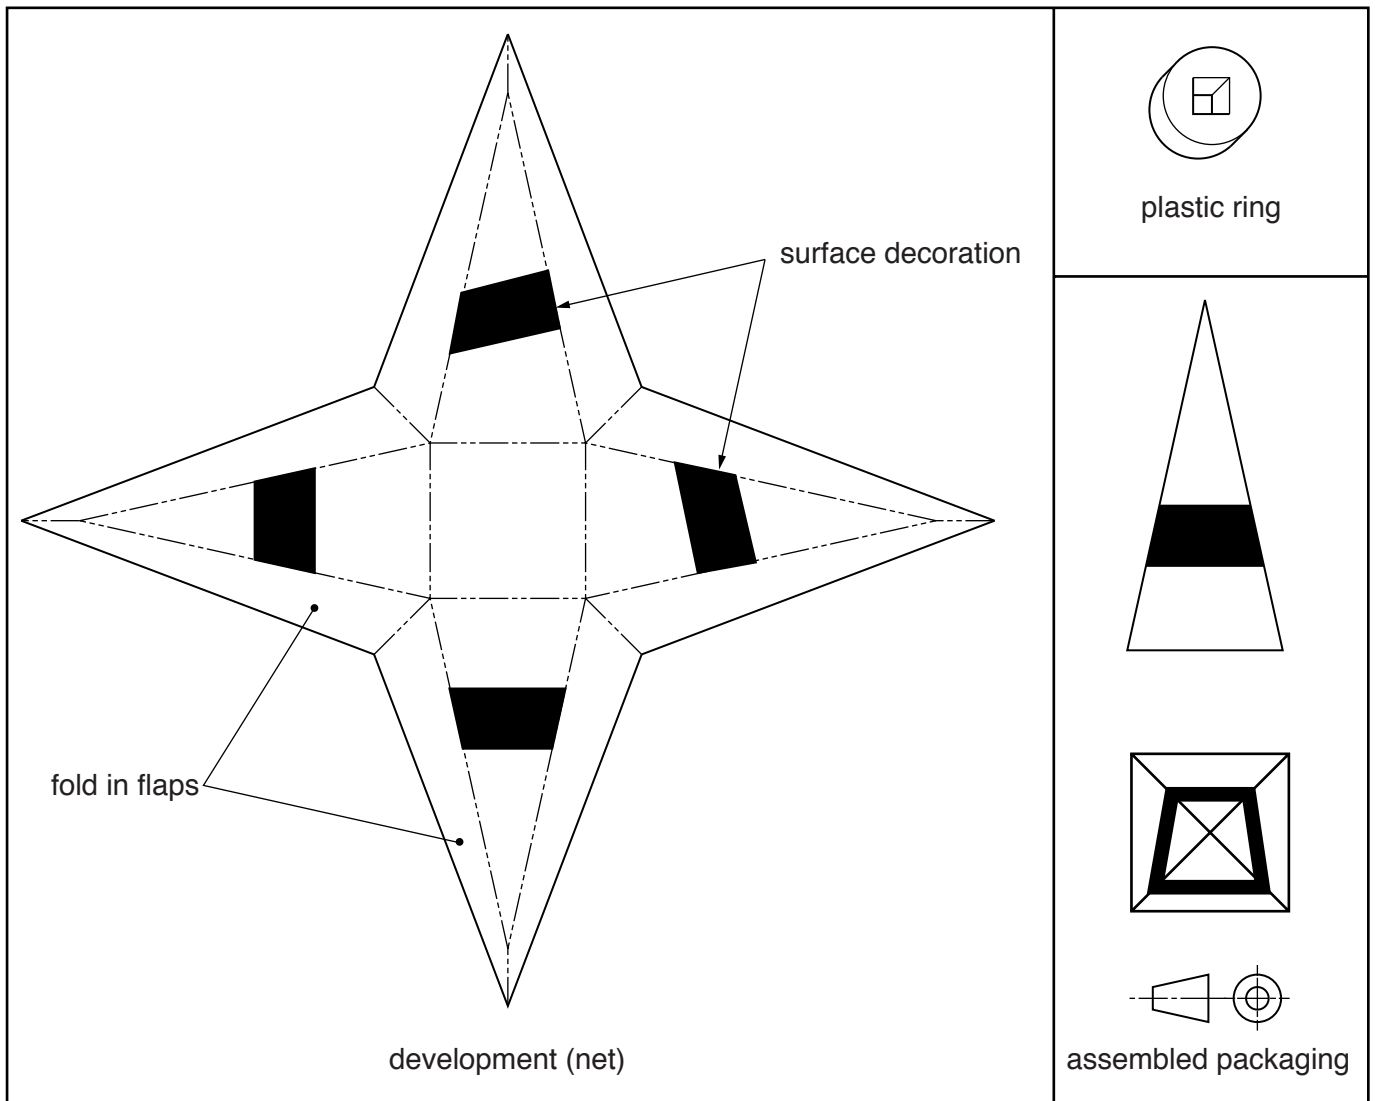 plastic ring
surface decoration
fold in flaps
development (net)
assembled packaging